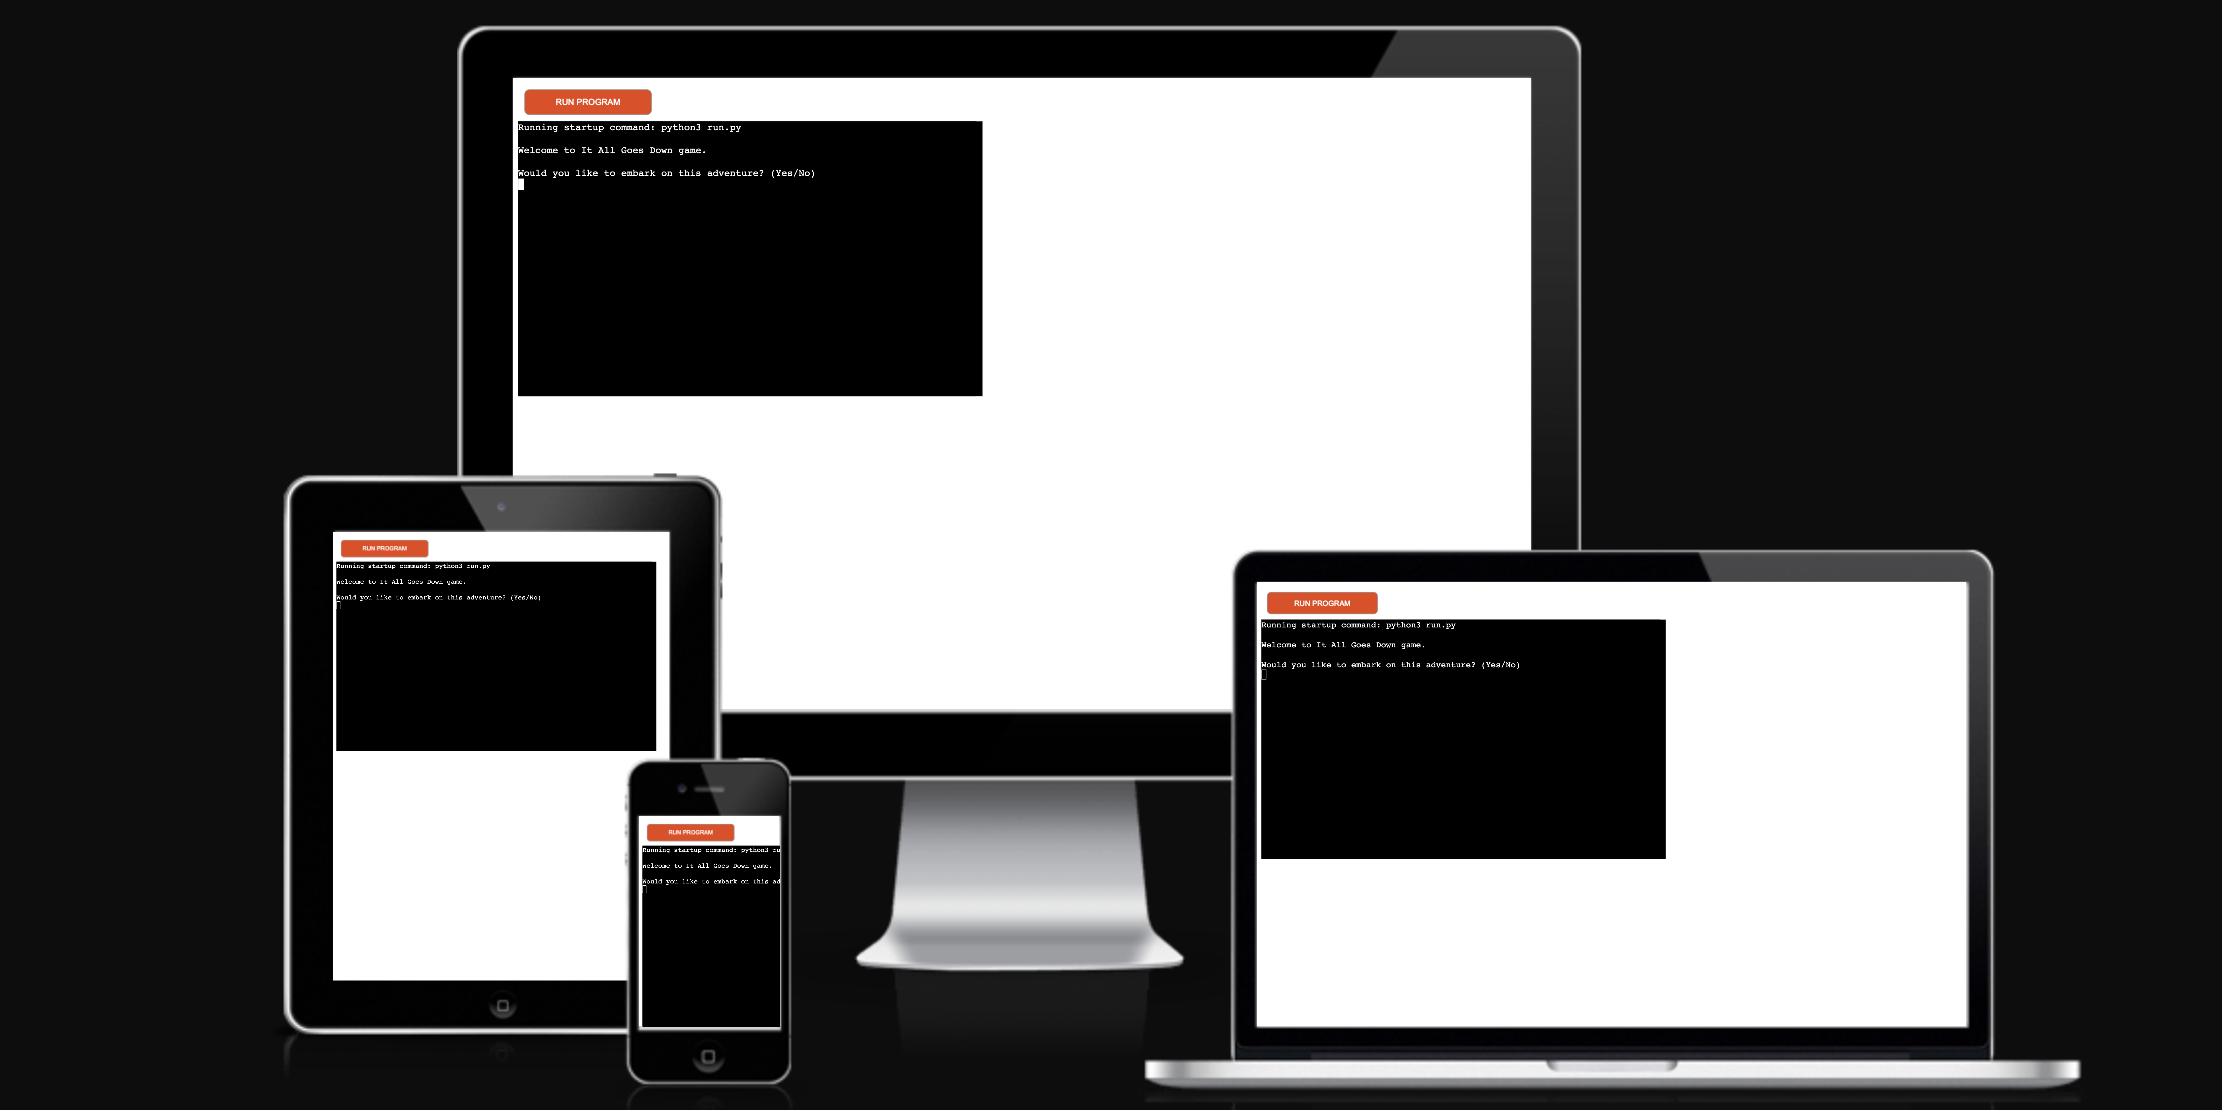 RUN PROGRAM
Running startup command: python3 run.py
Welcome to It All Goes Down game.
Would you like to embark on this adventure? (Yes/No)
RUN PROGRAM
Running startup command: python3 run.py
Welcome to It All Goes Down game.
Would you like to embark on this adventure? (Yes/No)
RUN PROGRAM
Running startup command: python3 ru
Welcome to It All Goes Down game.
Would you like to embark on this ad
RUN PROGRAM
Running startup command: python3 run.py
Welcome to It All Goes Down game.
Would you like to embark on this adventure? (Yes/No)